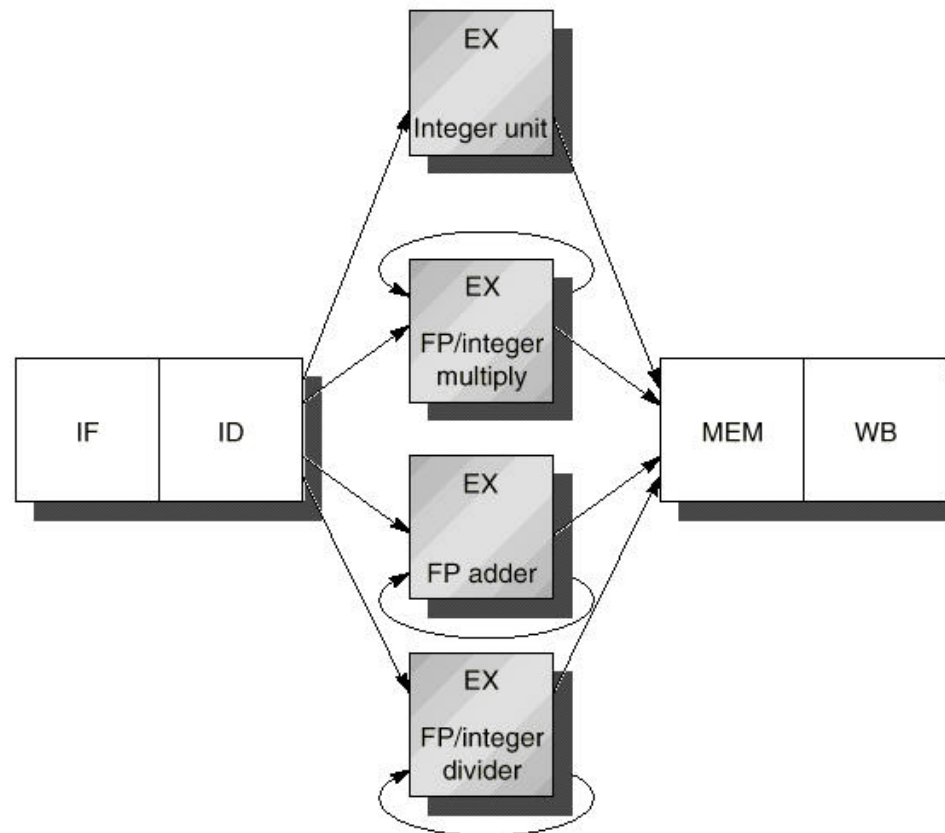 EX
Integer unit
EX
FP/integer
multiply
IF
ID
MEM
WB
EX
FP adder
EX
FP/integer
divider